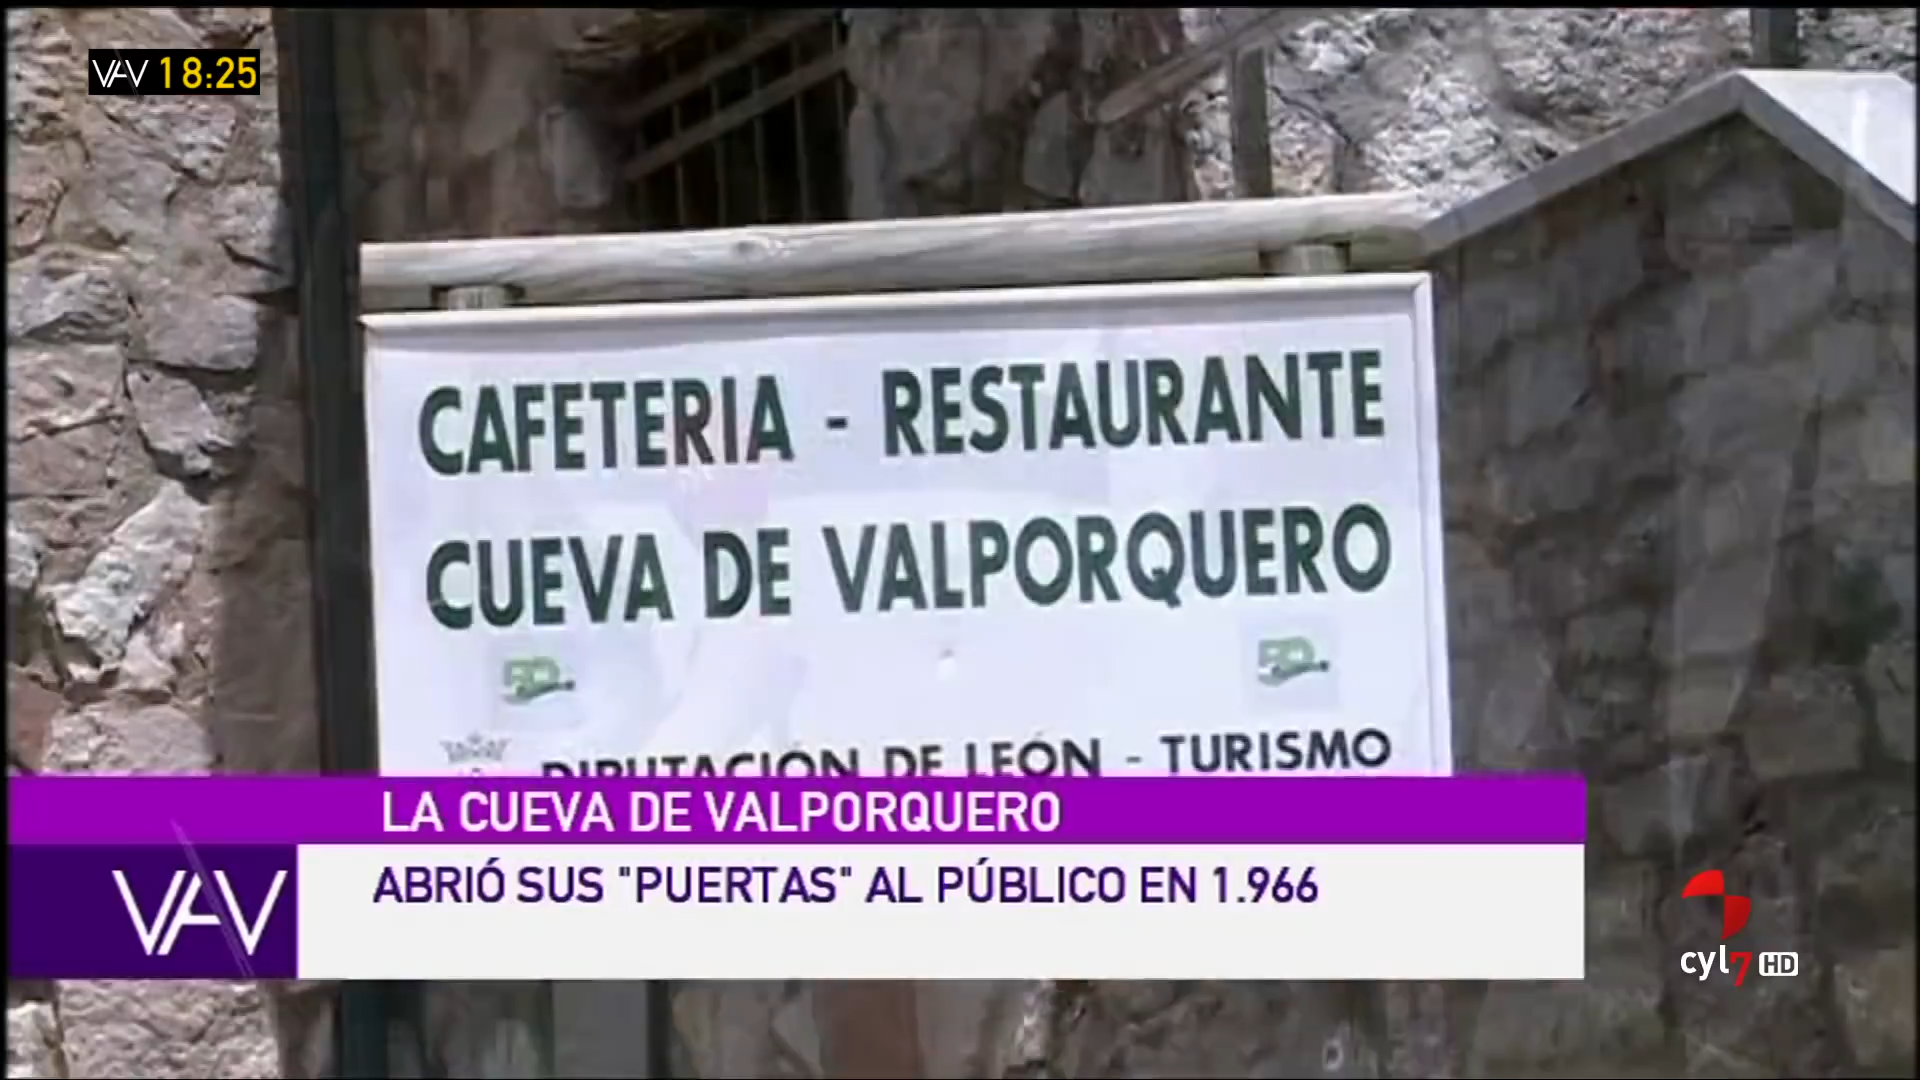 VAV 18:25
CAFETERIA - RESTAURANTE
CUEVA DE VALPORQUERO
DIPUTACIÓN DE LEÓN - TURISMO
LA CUEVA DE VALPORQUERO
VAV
ABRIÓ SUS "PUERTAS" AL PÚBLICO EN 1.966
cyl7 HD